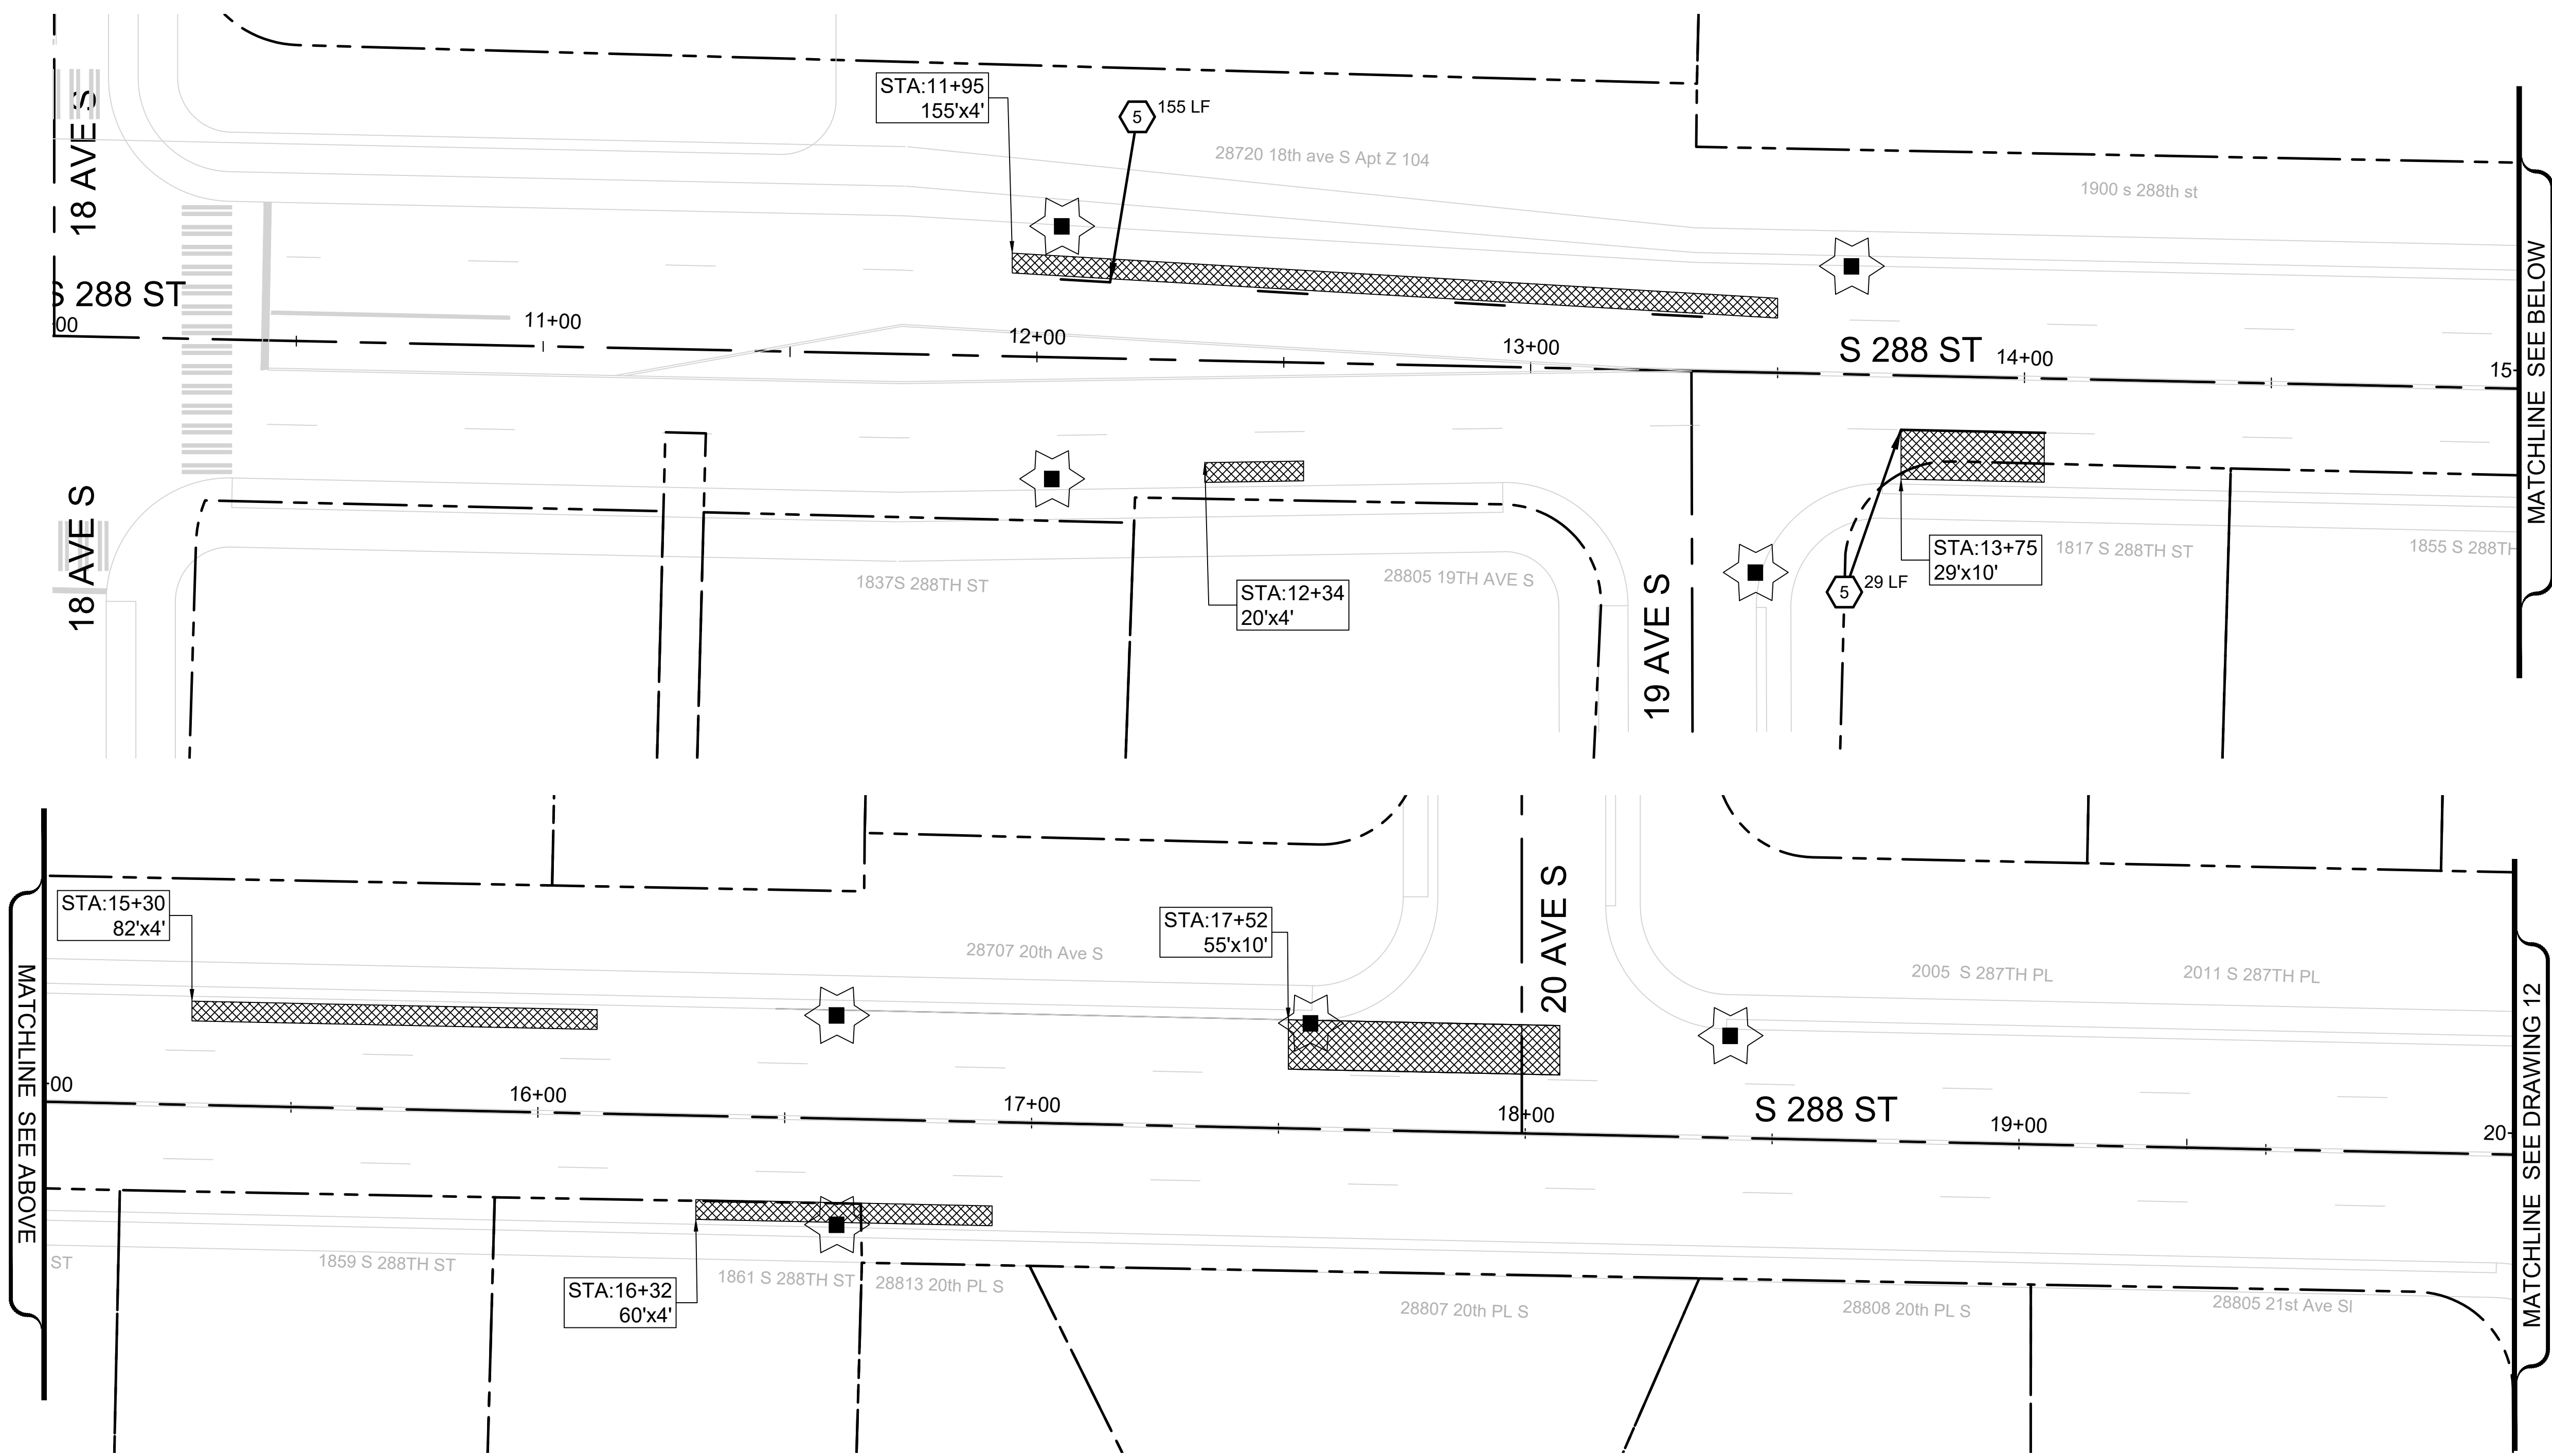 18 AVE S
STA:11+95
155'x4'
5
155 LF
28720 18th ave S Apt Z 104
1900 s 288th st
MATCHLINE  SEE BELOW
S 288 ST
00
11+00
12+00
13+00
S 288 ST
14+00
15
18 AVE S
1837S 288TH ST
STA:12+34
20'x4'
28805 19TH AVE S
19 AVE S
5
29 LF
STA:13+75
29'x10'
1817 S 288TH ST
1855 S 288TH
MATCHLINE  SEE ABOVE
STA:15+30
82'x4'
28707 20th Ave S
STA:17+52
55'x10'
20 AVE S
2005  S 287TH PL
2011 S 287TH PL
MATCHLINE  SEE DRAWING 12
00
16+00
17+00
18+00
S 288 ST
19+00
20
ST
1859 S 288TH ST
STA:16+32
60'x4'
1861 S 288TH ST
28813 20th PL S
28807 20th PL S
28808 20th PL S
28805 21st Ave Sl